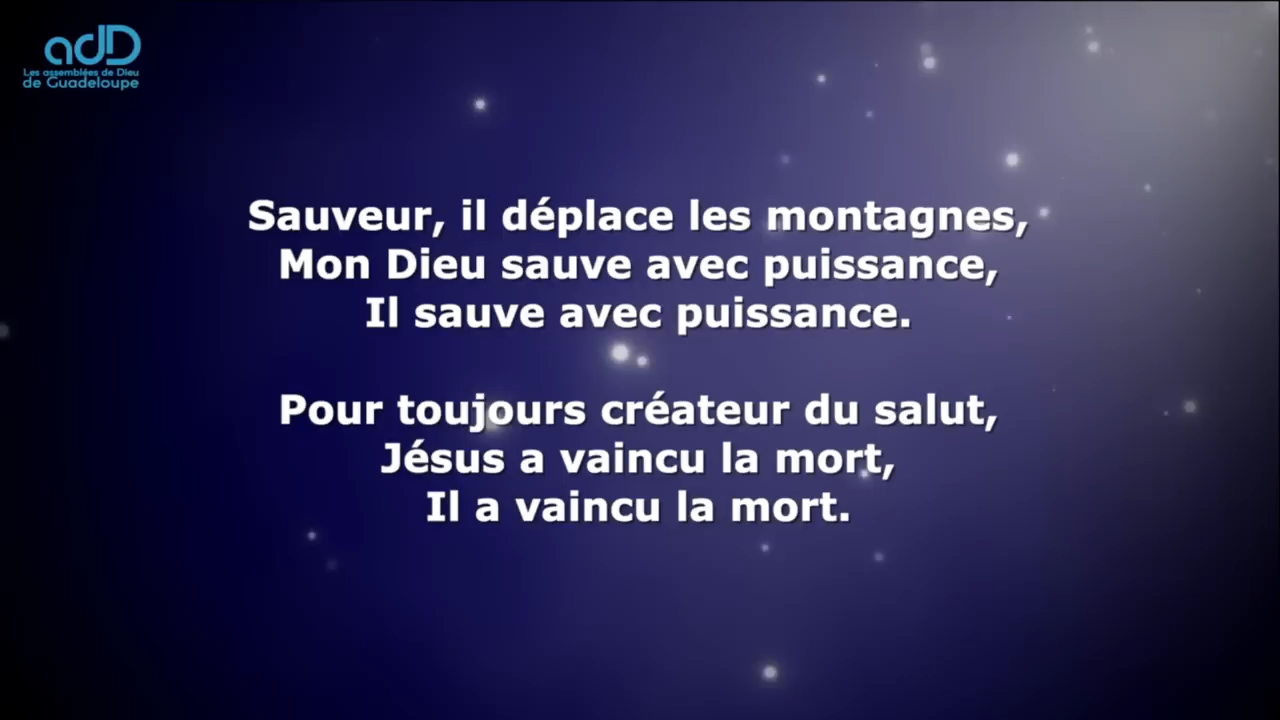 adD
Les assemblées de Dieu
de Guadeloupe
Sauveur, il déplace les montagnes,
Mon Dieu sauve avec puissance,
Il sauve avec puissance.
Pour toujours créateur du salut,
Jésus a vaincu la mort,
Il a vaincu la mort.